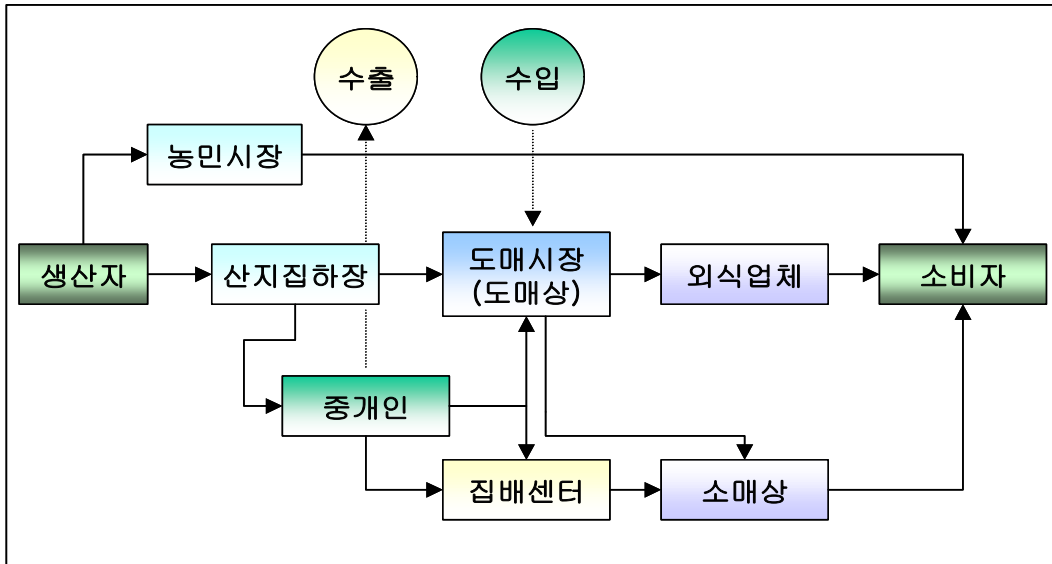 수출
수입
농민시장
생산자
산지집하장
도매시장
(도매상)
외식업체
소비자
중개인
집배센터
소매상